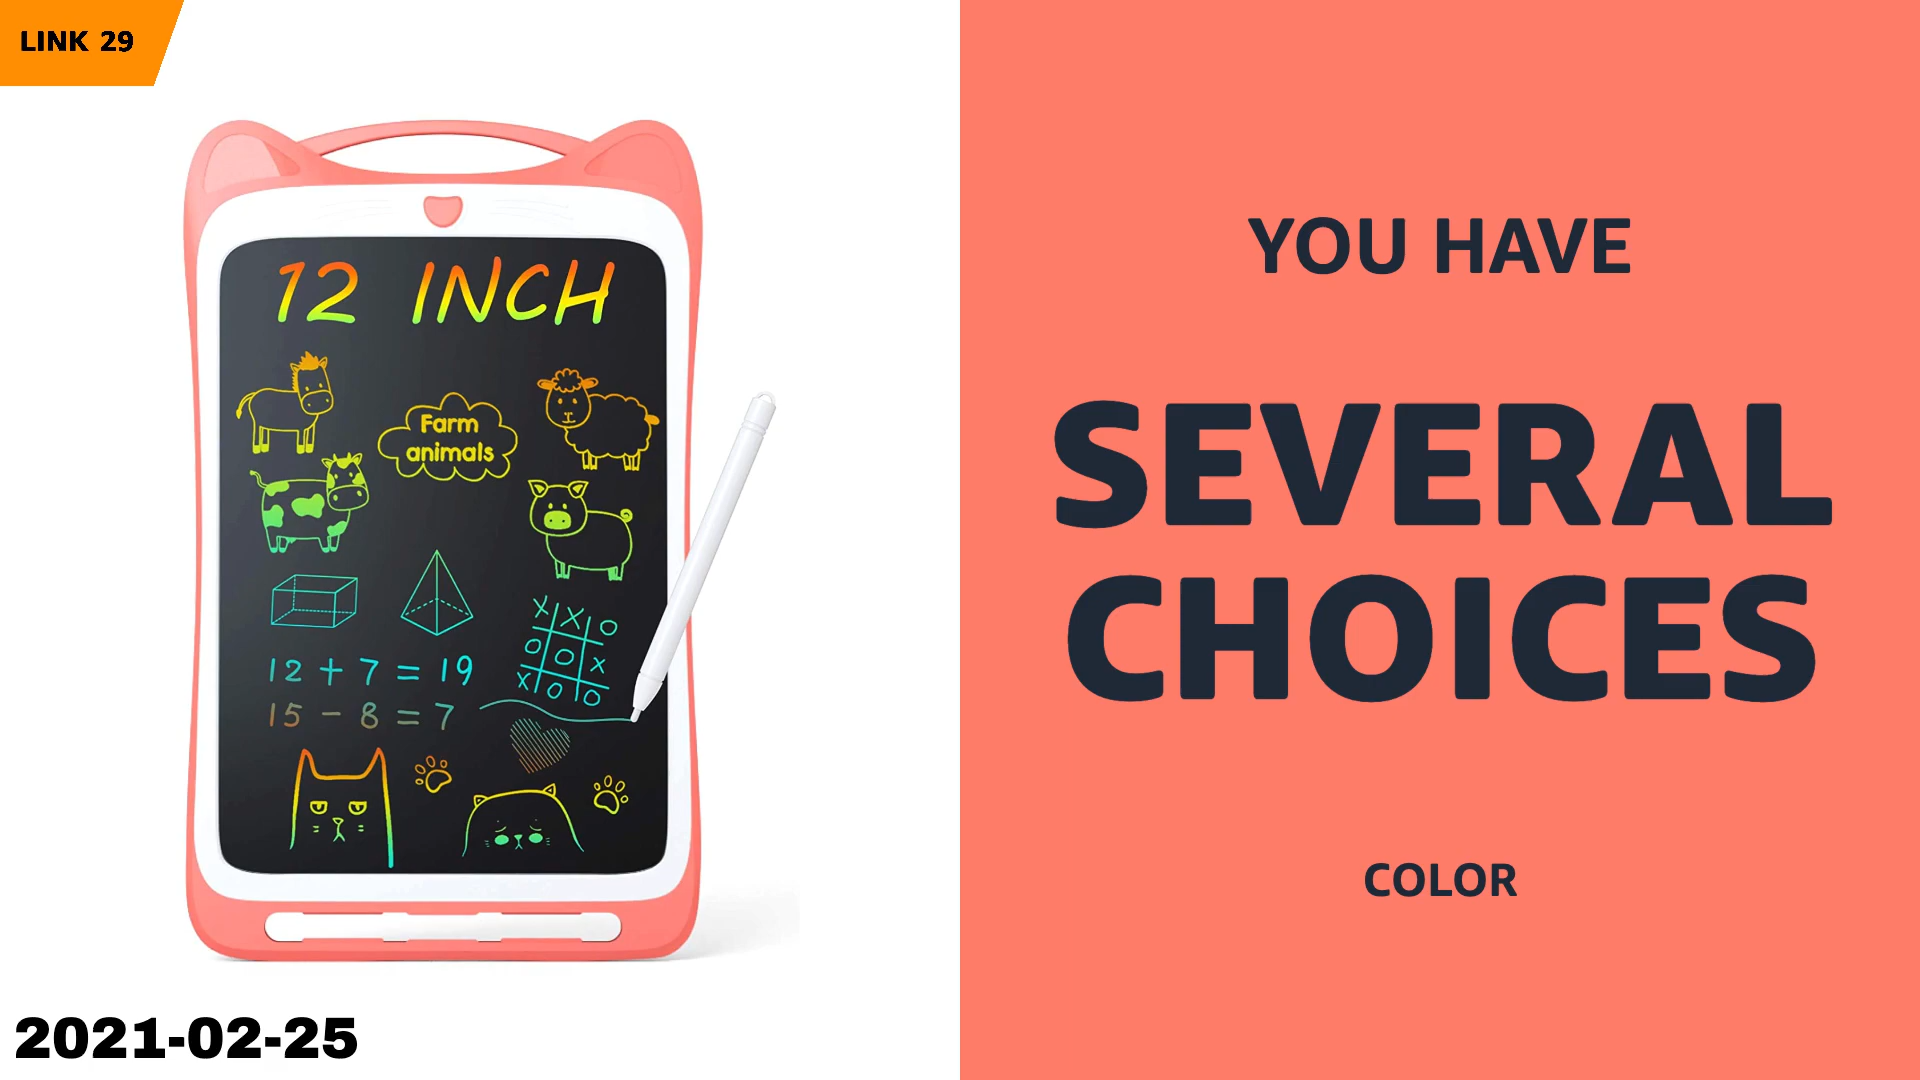 LINK 29
12 INCH
Farm
animals
X X O
O O X
X O O
12 + 7 = 19
15 - 8 = 7
2021-02-25
YOU HAVE
SEVERAL
CHOICES
COLOR